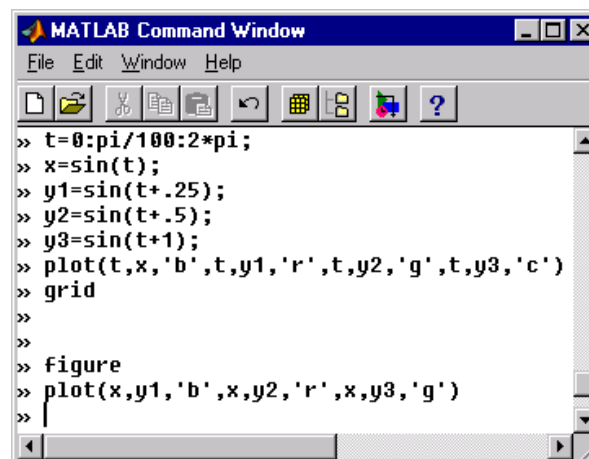 MATLAB Command Window
File Edit Window Help
?
» t=0:pi/100:2*pi;
» x=sin(t);
» y1=sin(t+.25);
» y2=sin(t+.5);
» y3=sin(t+1);
» plot(t,x,'b',t,y1,'r',t,y2,'g',t,y3,'c')
» grid
»
»
» figure
» plot(x,y1,'b',x,y2,'r',x,y3,'g')
»